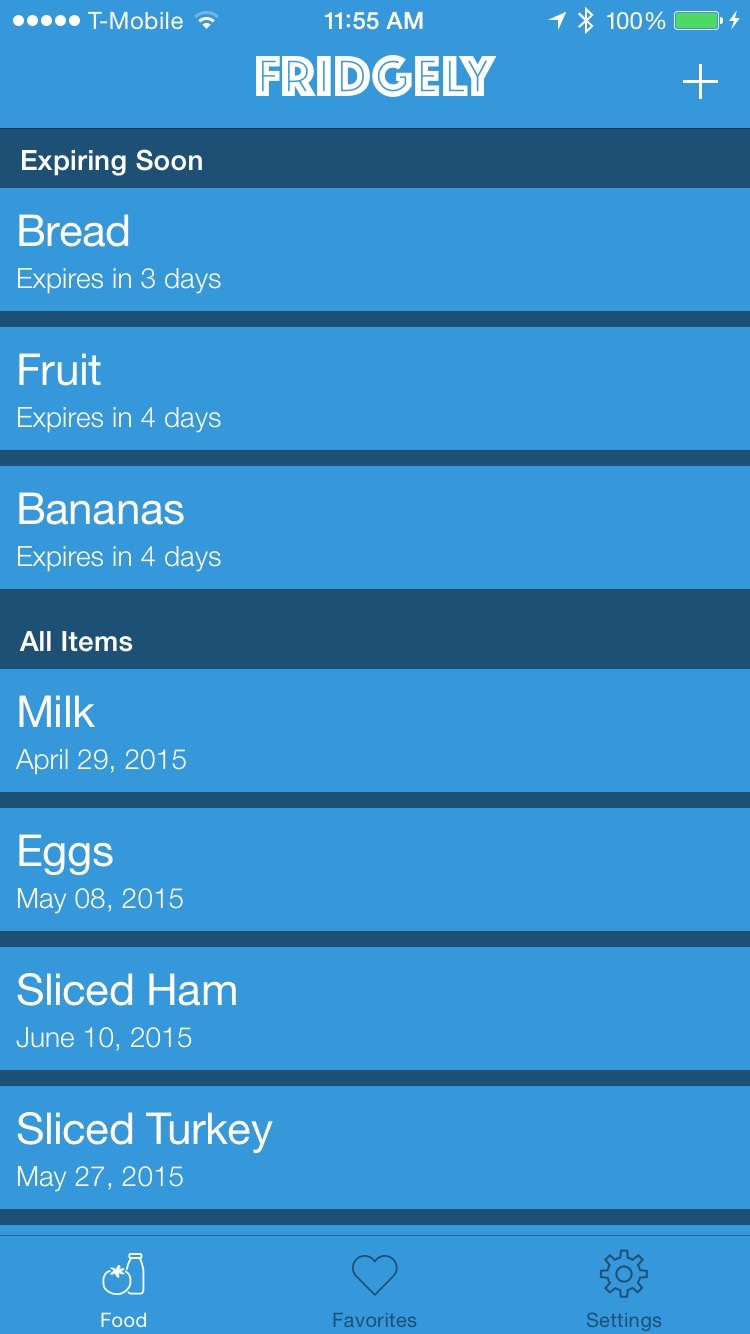 T-Mobile 11:55 AM 100%
FRIDGELY
Expiring Soon
Bread
Expires in 3 days
Fruit
Expires in 4 days
Bananas
Expires in 4 days
All Items
Milk
April 29, 2015
Eggs
May 08, 2015
Sliced Ham
June 10, 2015
Sliced Turkey
May 27, 2015
Food Favorites Settings